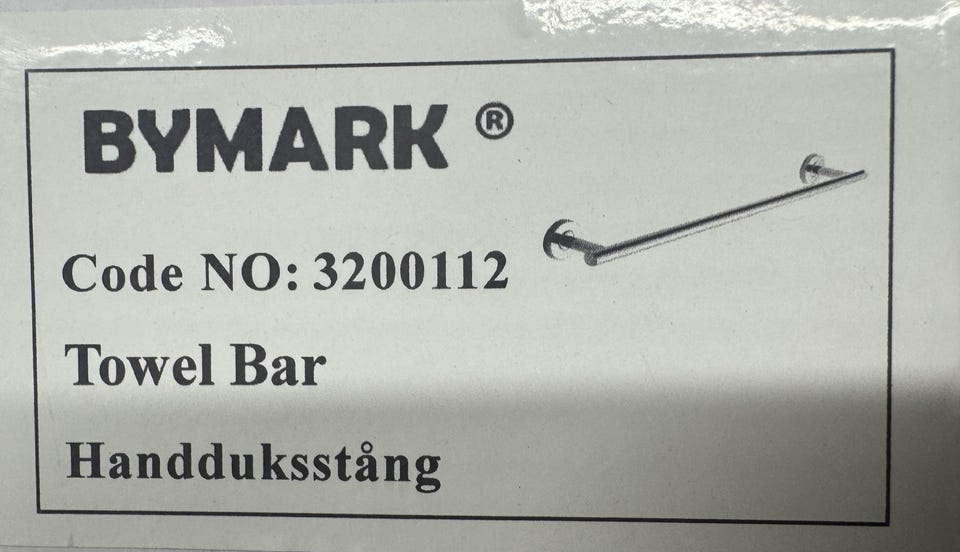 BYMARK ®
Code NO: 3200112
Towel Bar
Handduksstång